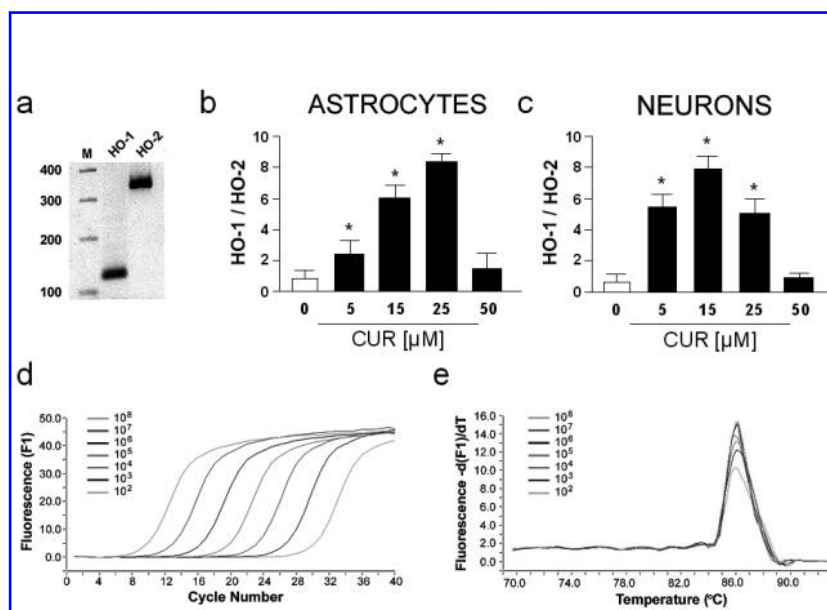 a
M HO-1 HO-2
400
300
200
100
b
ASTROCYTES
HO-1 / HO-2
10
8
6
4
2
0
* * *
0 5 15 25 50
CUR [µM]
c
NEURONS
HO-1 / HO-2
10
8
6
4
2
0
* * *
0 5 15 25 50
CUR [µM]
d
Fluorescence (F1)
50.0
40.0
30.0
20.0
10.0
0.0
10⁸
10⁷
10⁶
10⁵
10⁴
10³
10²
0 4 8 12 16 20 24 28 32 36 40
Cycle Number
e
Fluorescence -d(F1)/dT
16.0
14.0
12.0
10.0
8.0
6.0
4.0
2.0
0.0
10⁸
10⁷
10⁶
10⁵
10⁴
10³
10²
70.0 74.0 78.0 82.0 86.0 90.0
Temperature (ºC)